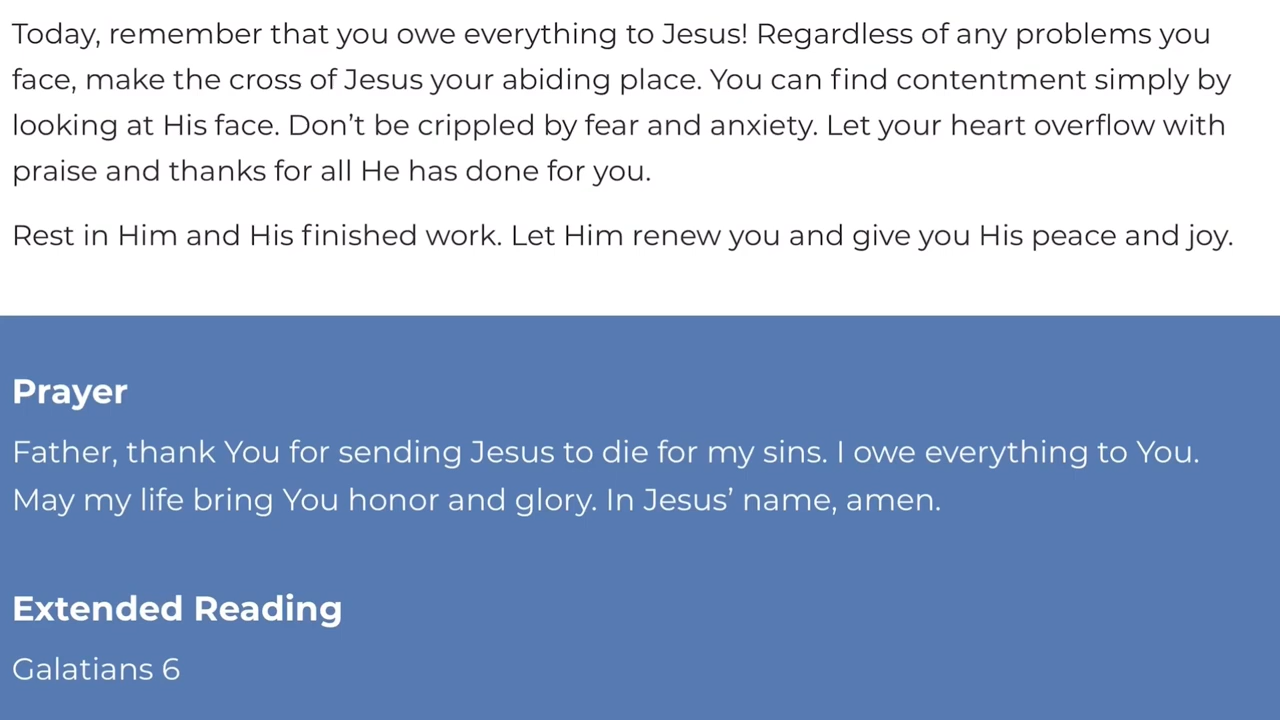 Today, remember that you owe everything to Jesus! Regardless of any problems you
face, make the cross of Jesus your abiding place. You can find contentment simply by
looking at His face. Don’t be crippled by fear and anxiety. Let your heart overflow with
praise and thanks for all He has done for you.
Rest in Him and His finished work. Let Him renew you and give you His peace and joy.
Prayer
Father, thank You for sending Jesus to die for my sins. I owe everything to You.
May my life bring You honor and glory. In Jesus’ name, amen.
Extended Reading
Galatians 6